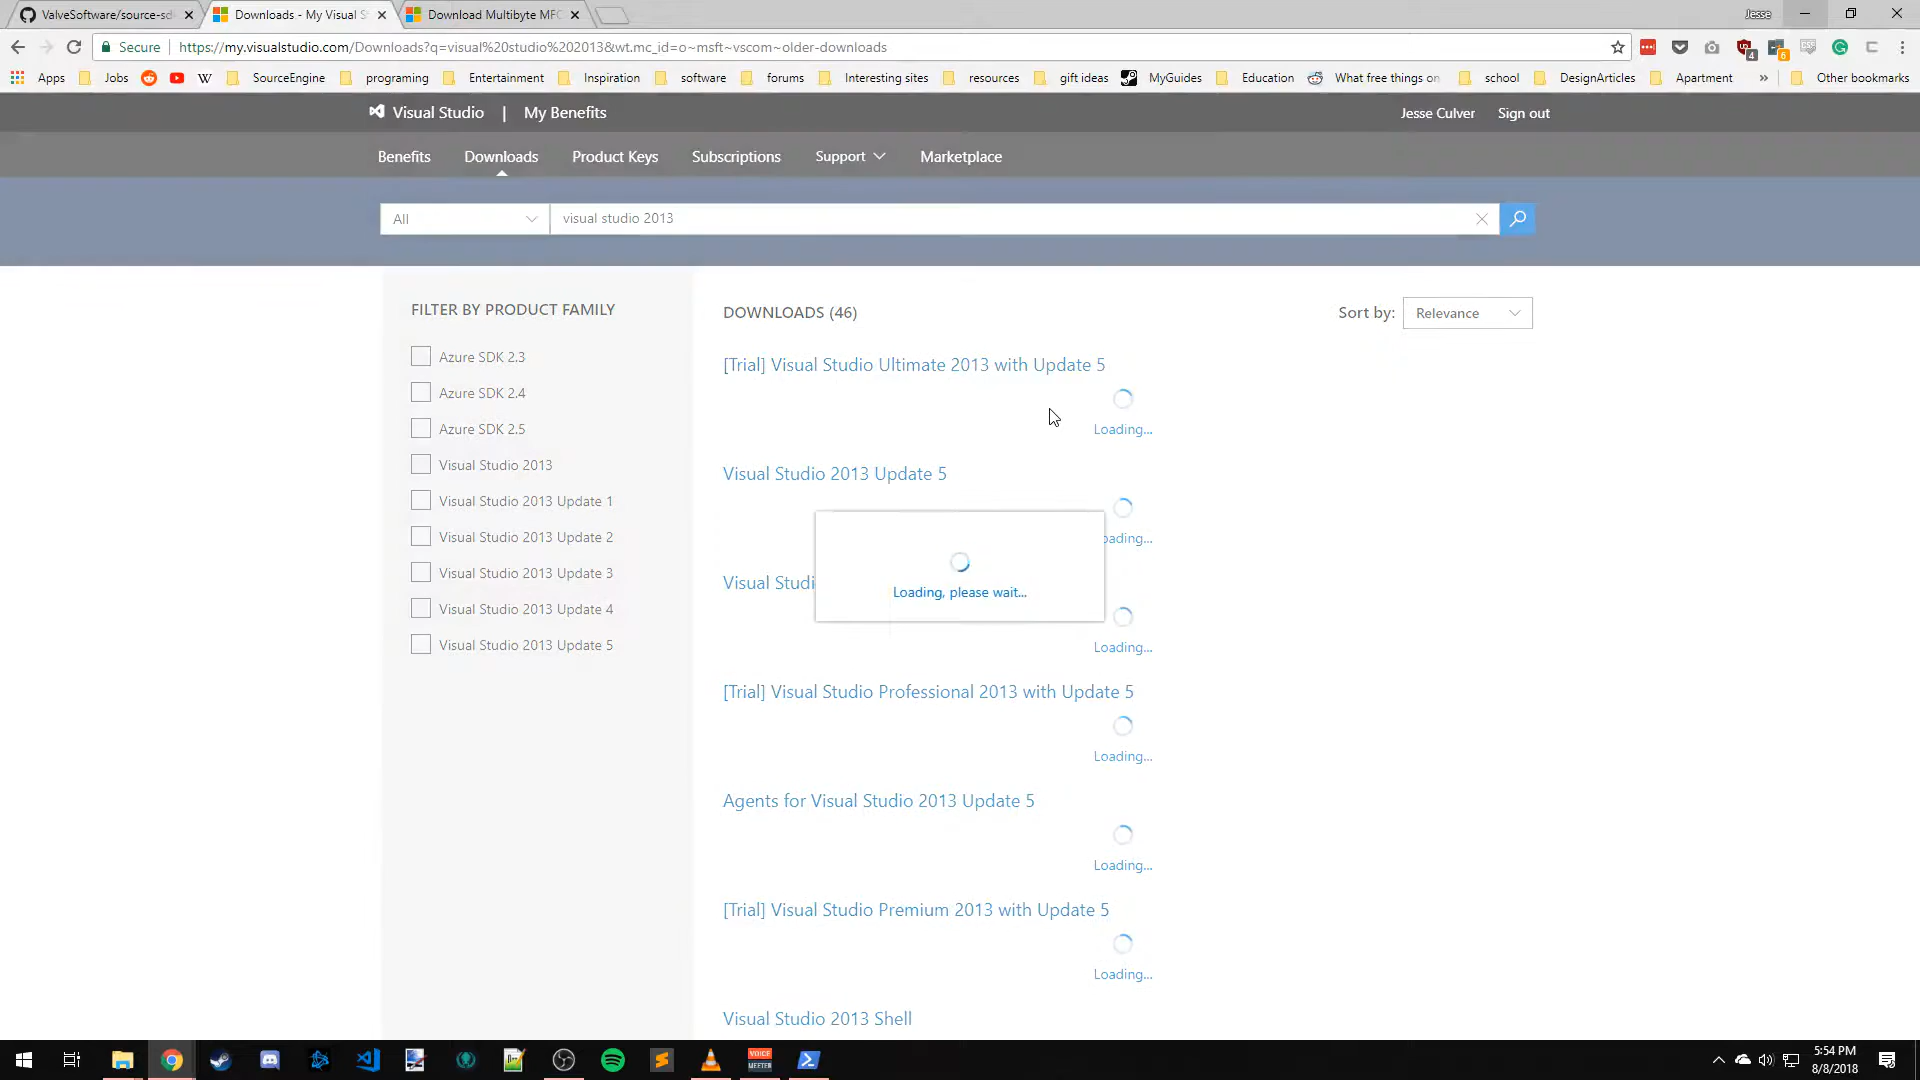 ValveSoftware/source-sd
Downloads - My Visual S
Download Multibyte MFC
Jesse
Secure
https://my.visualstudio.com/Downloads?q=visual%20studio%202013&wt.mc_id=o~msft~vscom~older-downloads
Apps
Jobs
SourceEngine
programing
Entertainment
Inspiration
software
forums
Interesting sites
resources
gift ideas
MyGuides
Education
What free things on
school
DesignArticles
Apartment
»
Other bookmarks
Visual Studio | My Benefits
Jesse Culver
Sign out
Benefits
Downloads
Product Keys
Subscriptions
Support
Marketplace
All
visual studio 2013
FILTER BY PRODUCT FAMILY
Azure SDK 2.3
Azure SDK 2.4
Azure SDK 2.5
Visual Studio 2013
Visual Studio 2013 Update 1
Visual Studio 2013 Update 2
Visual Studio 2013 Update 3
Visual Studio 2013 Update 4
Visual Studio 2013 Update 5
DOWNLOADS (46)
Sort by: Relevance
[Trial] Visual Studio Ultimate 2013 with Update 5
Loading...
Visual Studio 2013 Update 5
oading...
Visual Studi
Loading, please wait...
Loading...
[Trial] Visual Studio Professional 2013 with Update 5
Loading...
Agents for Visual Studio 2013 Update 5
Loading...
[Trial] Visual Studio Premium 2013 with Update 5
Loading...
Visual Studio 2013 Shell
VOICE
MEETER
5:54 PM
8/8/2018